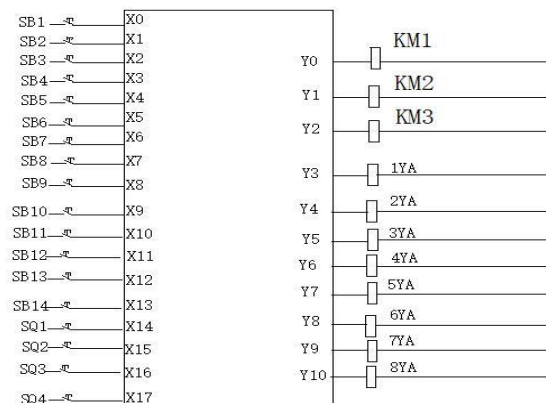 SB1 X0
SB2 X1
SB3 X2
SB4 X3
SB5 X4
SB6 X5
SB7 X6
SB8 X7
SB9 X8
SB10 X9
SB11 X10
SB12 X11
SB13 X12
SB14 X13
SQ1 X14
SQ2 X15
SQ3 X16
SQ4 X17
Y0 KM1
Y1 KM2
Y2 KM3
Y3 1YA
Y4 2YA
Y5 3YA
Y6 4YA
Y7 5YA
Y8 6YA
Y9 7YA
Y10 8YA